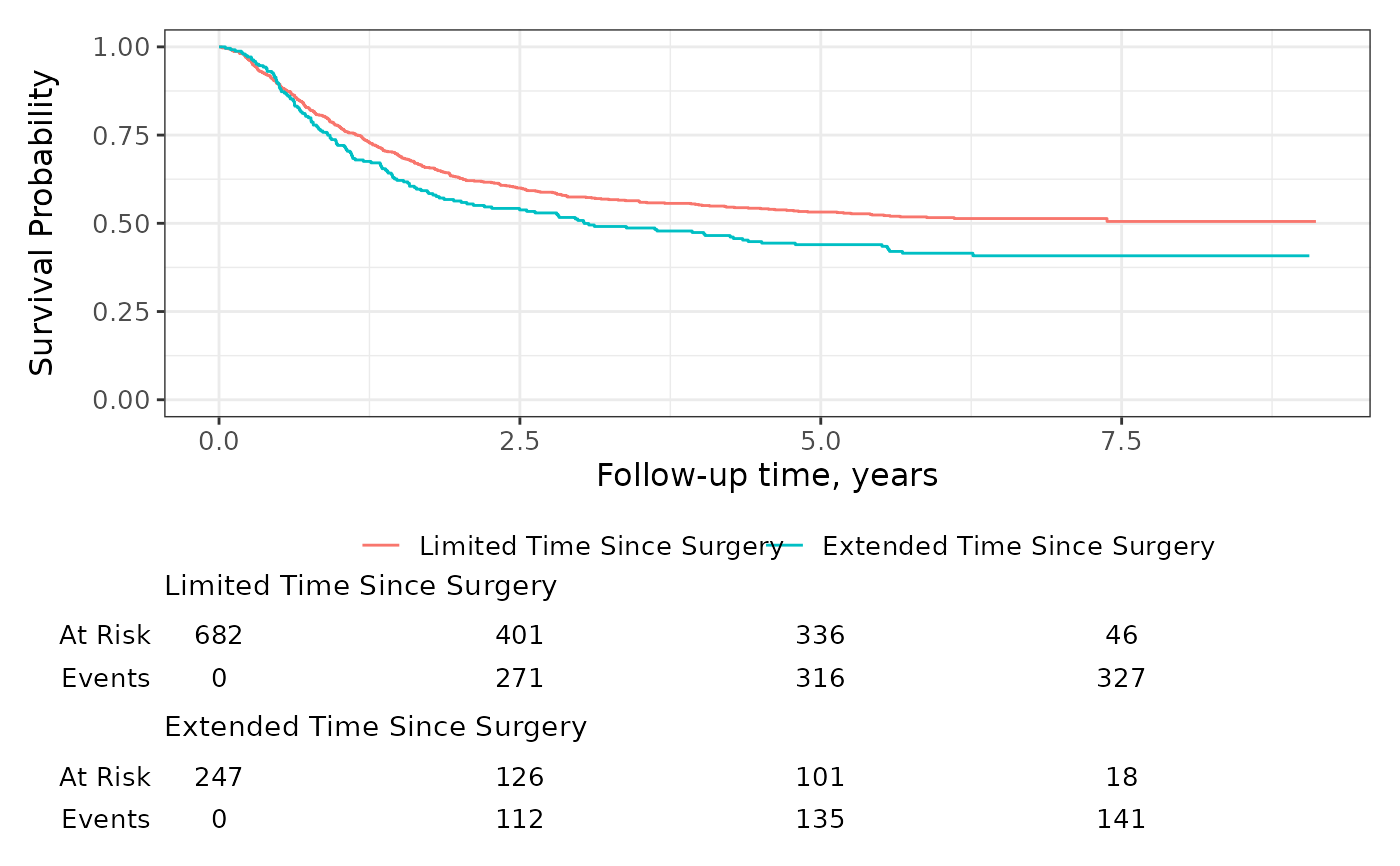 Survival Probability
1.00
0.75
0.50
0.25
0.00
0.0 2.5 5.0 7.5
Follow-up time, years
Limited Time Since Surgery Extended Time Since Surgery
Limited Time Since Surgery
At Risk 682 401 336 46
Events 0 271 316 327
Extended Time Since Surgery
At Risk 247 126 101 18
Events 0 112 135 141